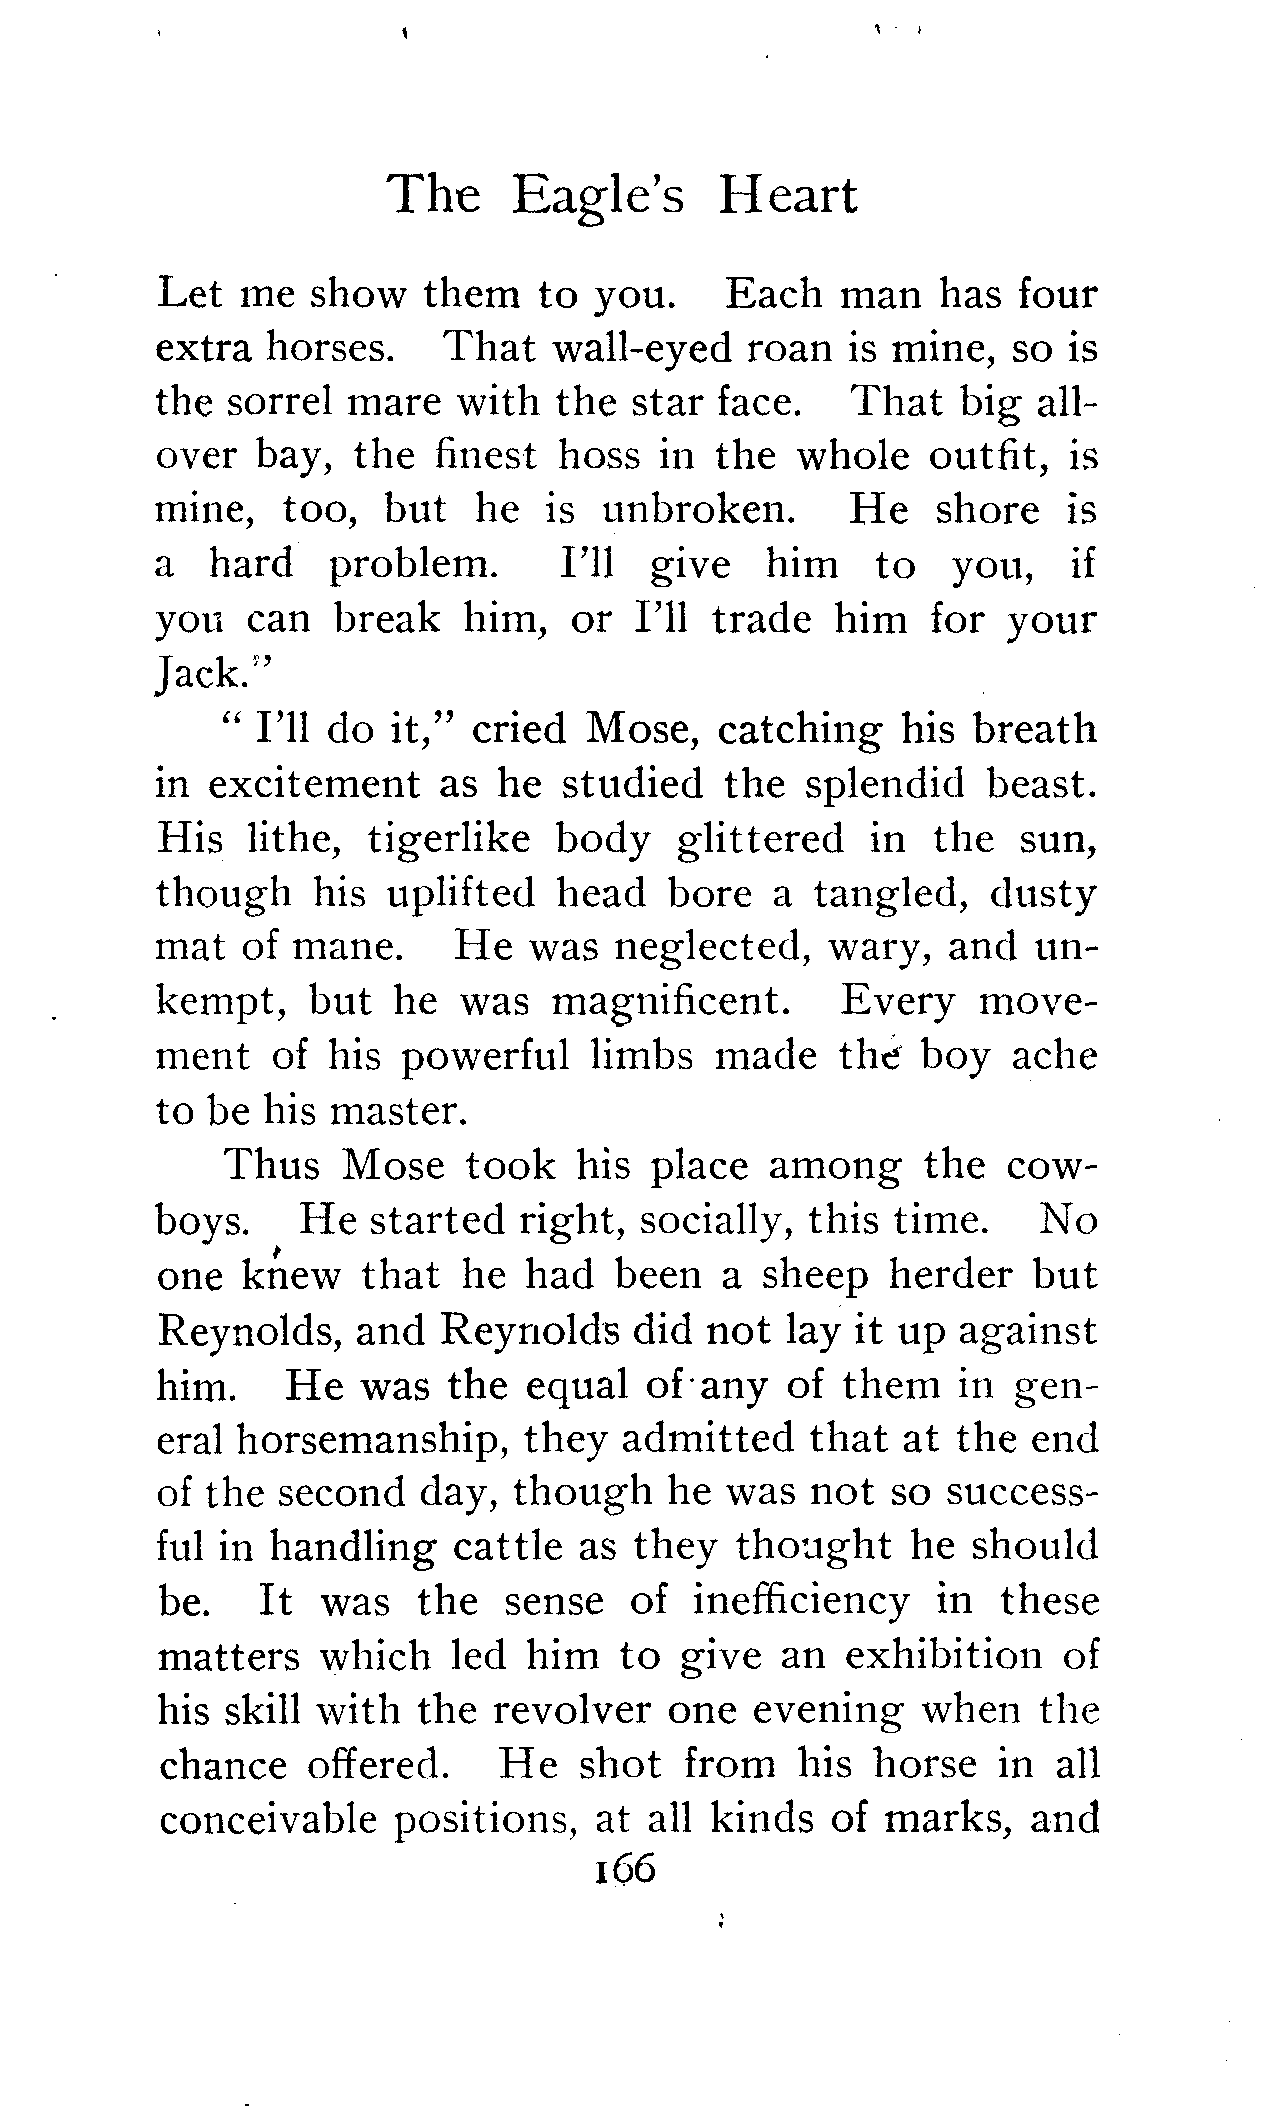 The Eagle's Heart
Let me show them to you. Each man has four
extra horses. That wall-eyed roan is mine, so is
the sorrel mare with the star face. That big all-
over bay, the finest hoss in the whole outfit, is
mine, too, but he is unbroken. He shore is
a hard problem. I'll give him to you, if
you can break him, or I'll trade him for your
Jack."
" I'll do it," cried Mose, catching his breath
in excitement as he studied the splendid beast.
His lithe, tigerlike body glittered in the sun,
though his uplifted head bore a tangled, dusty
mat of mane. He was neglected, wary, and un-
kempt, but he was magnificent. Every move-
ment of his powerful limbs made the boy ache
to be his master.
Thus Mose took his place among the cow-
boys. He started right, socially, this time. No
one knew that he had been a sheep herder but
Reynolds, and Reynolds did not lay it up against
him. He was the equal of any of them in gen-
eral horsemanship, they admitted that at the end
of the second day, though he was not so success-
ful in handling cattle as they thought he should
be. It was the sense of inefficiency in these
matters which led him to give an exhibition of
his skill with the revolver one evening when the
chance offered. He shot from his horse in all
conceivable positions, at all kinds of marks, and
166